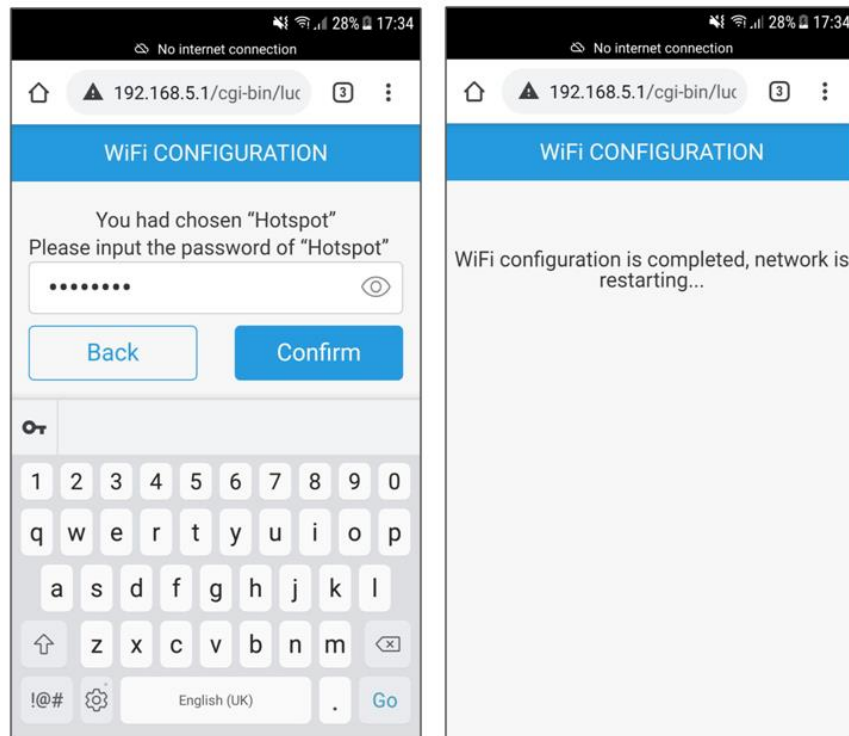 28% 17:34
No internet connection
192.168.5.1/cgi-bin/luc 3
WiFi CONFIGURATION
You had chosen “Hotspot”
Please input the password of “Hotspot”
••••••••
Back Confirm
1 2 3 4 5 6 7 8 9 0
q w e r t y u i o p
a s d f g h j k l
z x c v b n m
!@# English (UK) . Go
28% 17:34
No internet connection
192.168.5.1/cgi-bin/luc 3
WiFi CONFIGURATION
WiFi configuration is completed, network is
restarting...